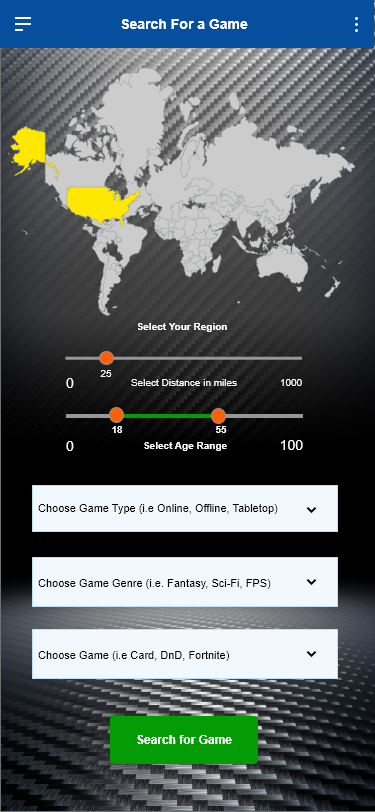 Search For a Game
Select Your Region
25
0 Select Distance in miles 1000
18 55
0 Select Age Range 100
Choose Game Type (i.e Online, Offline, Tabletop)
Choose Game Genre (i.e. Fantasy, Sci-Fi, FPS)
Choose Game (i.e Card, DnD, Fortnite)
Search for Game